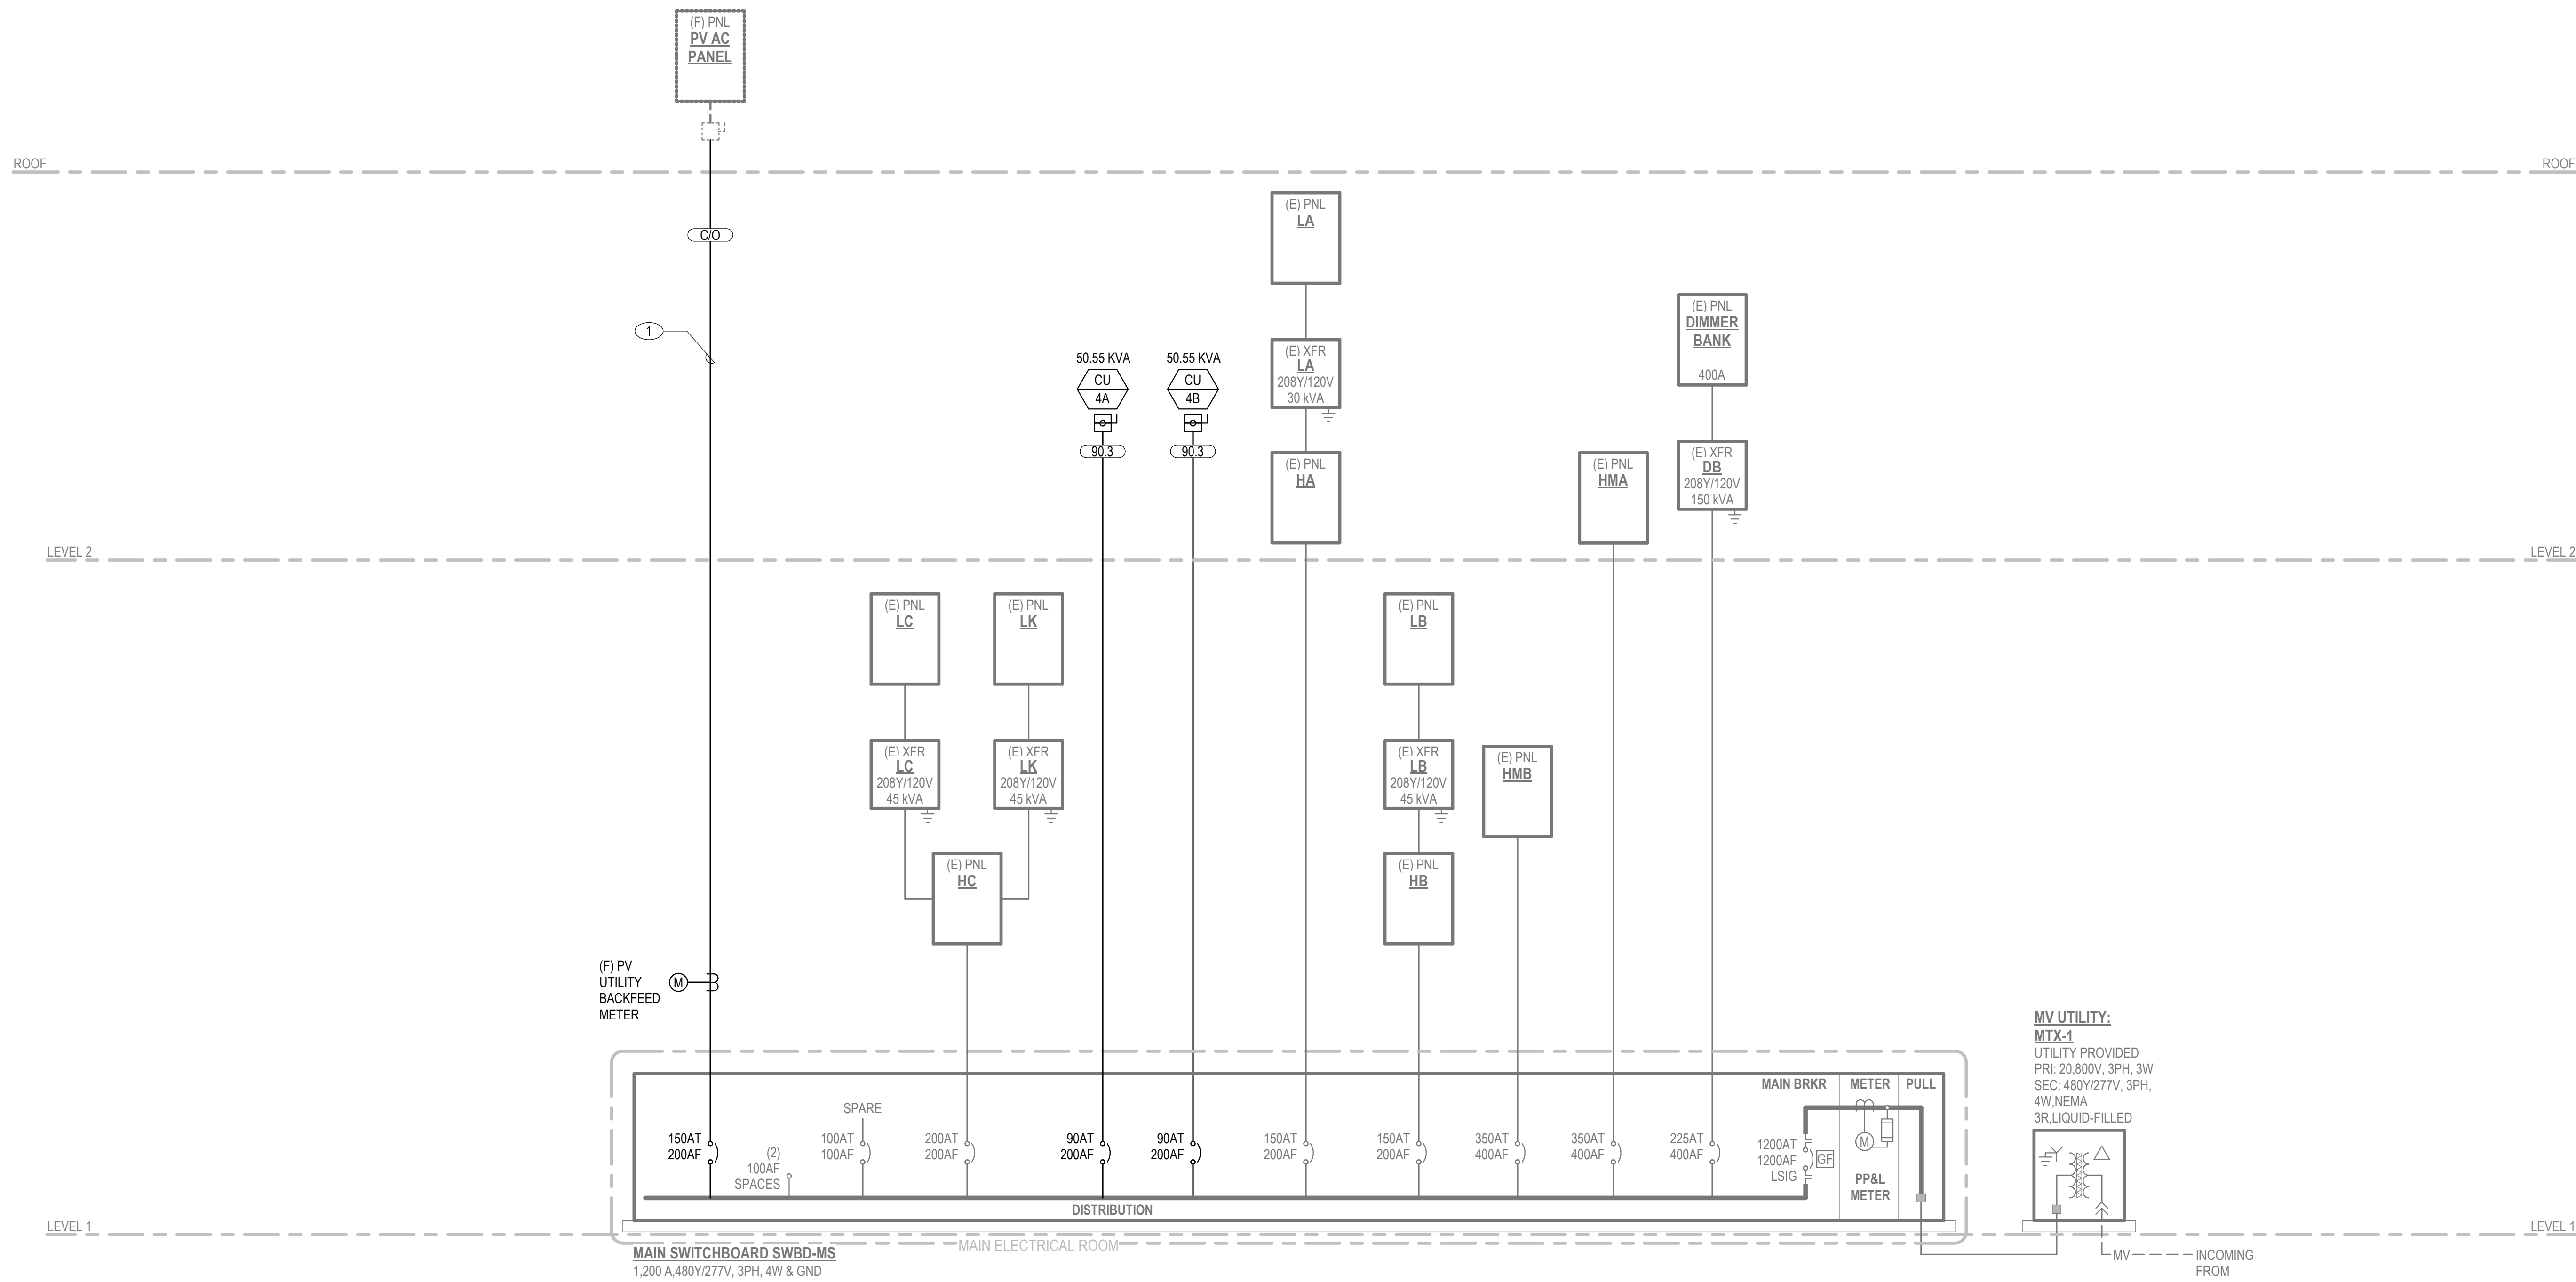 (F) PNL
PV AC
PANEL
ROOF
ROOF
C/O
1
(E) PNL
LA
(E) XFR
LA
208Y/120V
30 kVA
(E) PNL
HA
(E) PNL
DIMMER
BANK
400A
(E) XFR
DB
208Y/120V
150 kVA
50.55 KVA
CU
4A
90.3
50.55 KVA
CU
4B
90.3
(E) PNL
HMA
LEVEL 2
LEVEL 2
(E) PNL
LC
(E) PNL
LK
(E) PNL
LB
(E) XFR
LC
208Y/120V
45 kVA
(E) XFR
LK
208Y/120V
45 kVA
(E) XFR
LB
208Y/120V
45 kVA
(E) PNL
HMB
(E) PNL
HC
(E) PNL
HB
(F) PV
UTILITY
BACKFEED
METER
M
MV UTILITY:
MTX-1
UTILITY PROVIDED
PRI: 20,800V, 3PH, 3W
SEC: 480Y/277V, 3PH,
4W,NEMA
3R,LIQUID-FILLED
MAIN BRKR
METER
PULL
150AT
200AF
(2)
100AF
SPACES
SPARE
100AT
100AF
200AT
200AF
90AT
200AF
90AT
200AF
150AT
200AF
150AT
200AF
350AT
400AF
350AT
400AF
225AT
400AF
1200AT
1200AF
LSIG
GF
M
PP&L
METER
DISTRIBUTION
LEVEL 1
LEVEL 1
MAIN ELECTRICAL ROOM
MAIN SWITCHBOARD SWBD-MS
1,200 A,480Y/277V, 3PH, 4W & GND
MV
INCOMING
FROM